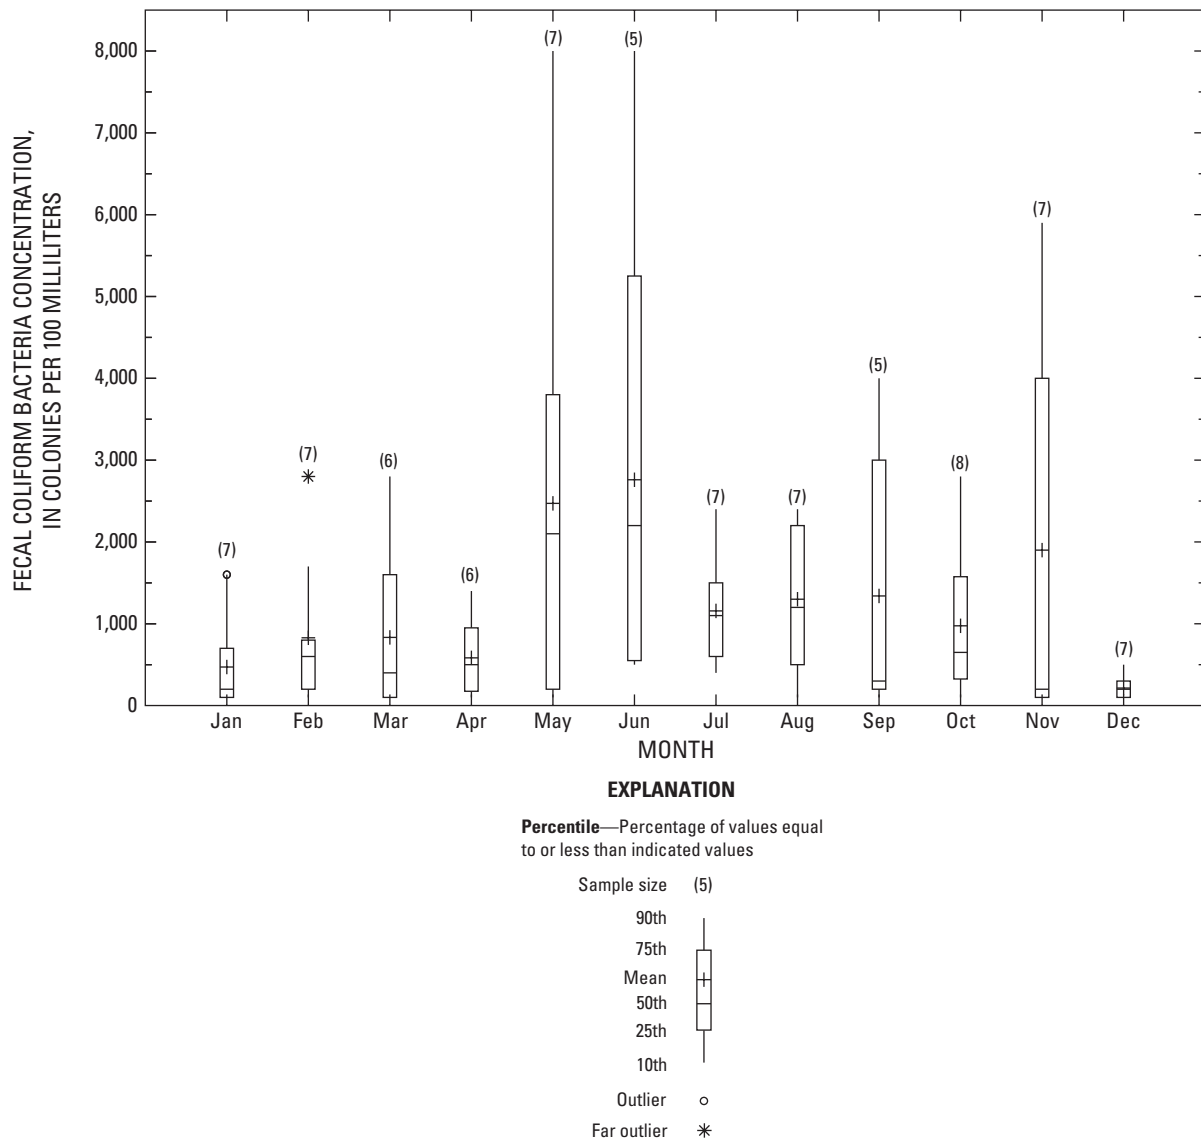 FECAL COLIFORM BACTERIA CONCENTRATION,
IN COLONIES PER 100 MILLILITERS
8,000
7,000
6,000
5,000
4,000
3,000
2,000
1,000
0
(7)
(7)
(6)
(6)
(7)
(5)
(7)
(7)
(5)
(8)
(7)
(7)
Jan Feb Mar Apr May Jun Jul Aug Sep Oct Nov Dec
MONTH
EXPLANATION
Percentile—Percentage of values equal
to or less than indicated values
Sample size (5)
90th
75th
Mean
50th
25th
10th
Outlier
Far outlier